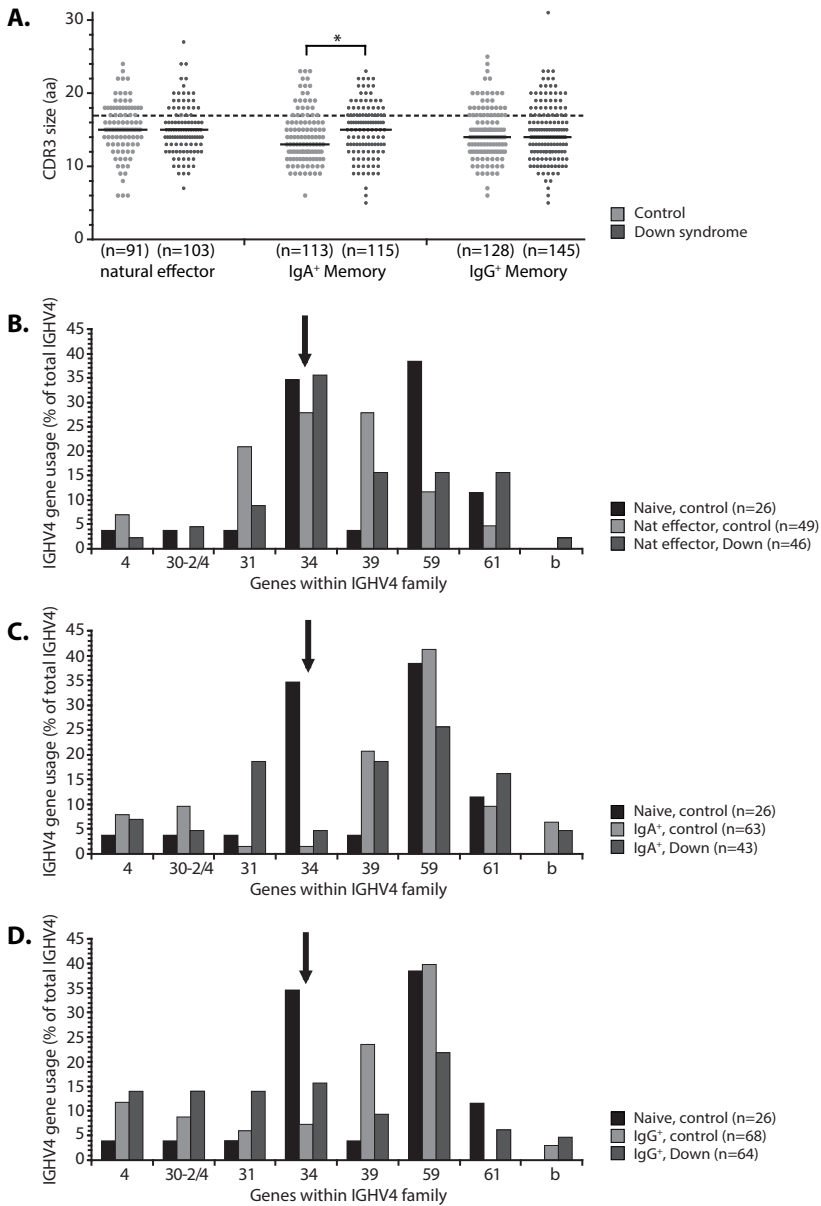 A.
CDR3 size (aa)
30
20
10
0
*
(n=91) (n=103) (n=113) (n=115) (n=128) (n=145)
natural effector IgA⁺ Memory IgG⁺ Memory
Control
Down syndrome
B.
IGHV4 gene usage (% of total IGHV4)
45
40
35
30
25
20
15
10
5
0
4 30-2/4 31 34 39 59 61 b
Genes within IGHV4 family
Naive, control (n=26)
Nat effector, control (n=49)
Nat effector, Down (n=46)
C.
IGHV4 gene usage (% of total IGHV4)
45
40
35
30
25
20
15
10
5
0
4 30-2/4 31 34 39 59 61 b
Genes within IGHV4 family
Naive, control (n=26)
IgA⁺, control (n=63)
IgA⁺, Down (n=43)
D.
IGHV4 gene usage (% of total IGHV4)
45
40
35
30
25
20
15
10
5
0
4 30-2/4 31 34 39 59 61 b
Genes within IGHV4 family
Naive, control (n=26)
IgG⁺, control (n=68)
IgG⁺, Down (n=64)